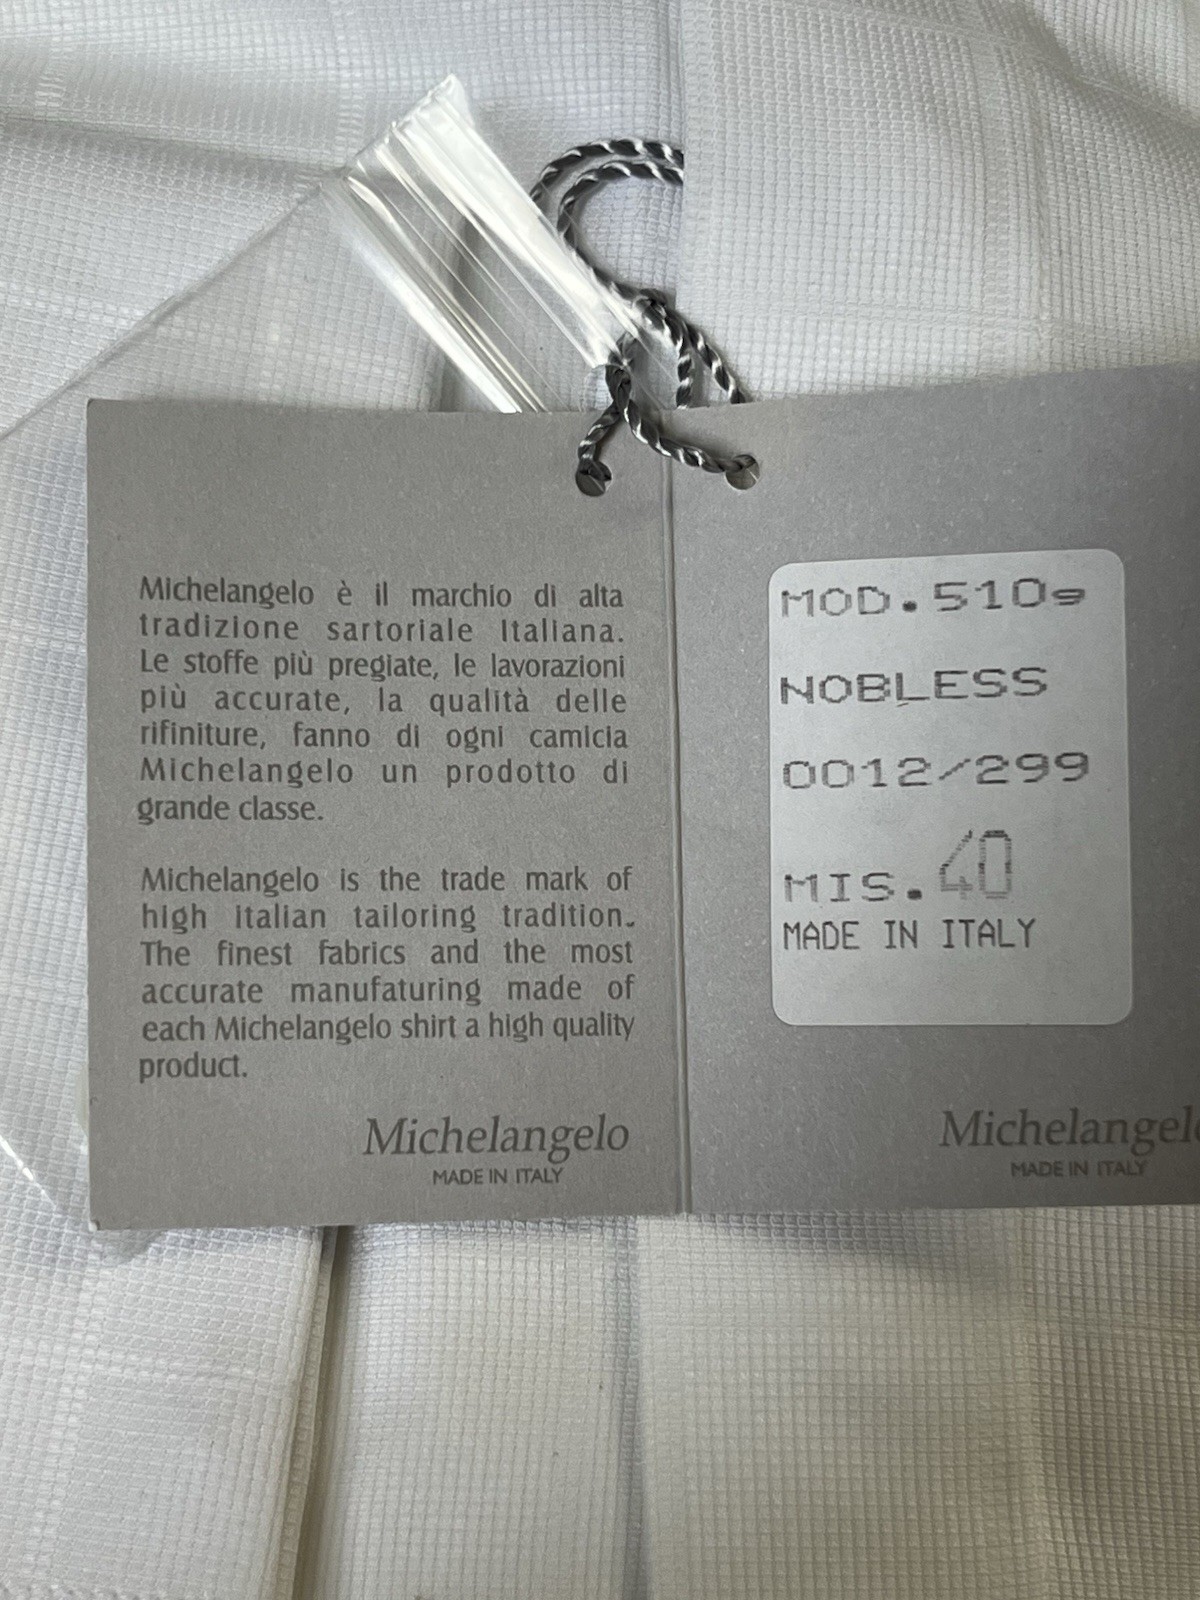 Michelangelo è il marchio di alta
tradizione sartoriale Italiana.
Le stoffe più pregiate, le lavorazioni
più accurate, la qualità delle
rifiniture, fanno di ogni camicia
Michelangelo un prodotto di
grande classe.
Michelangelo is the trade mark of
high italian tailoring tradition.
The finest fabrics and the most
accurate manufaturing made of
each Michelangelo shirt a high quality
product.
Michelangelo
MADE IN ITALY
MOD.510g
NOBLESS
0012/299
MIS.40
MADE IN ITALY
Michelangelo
MADE IN ITALY